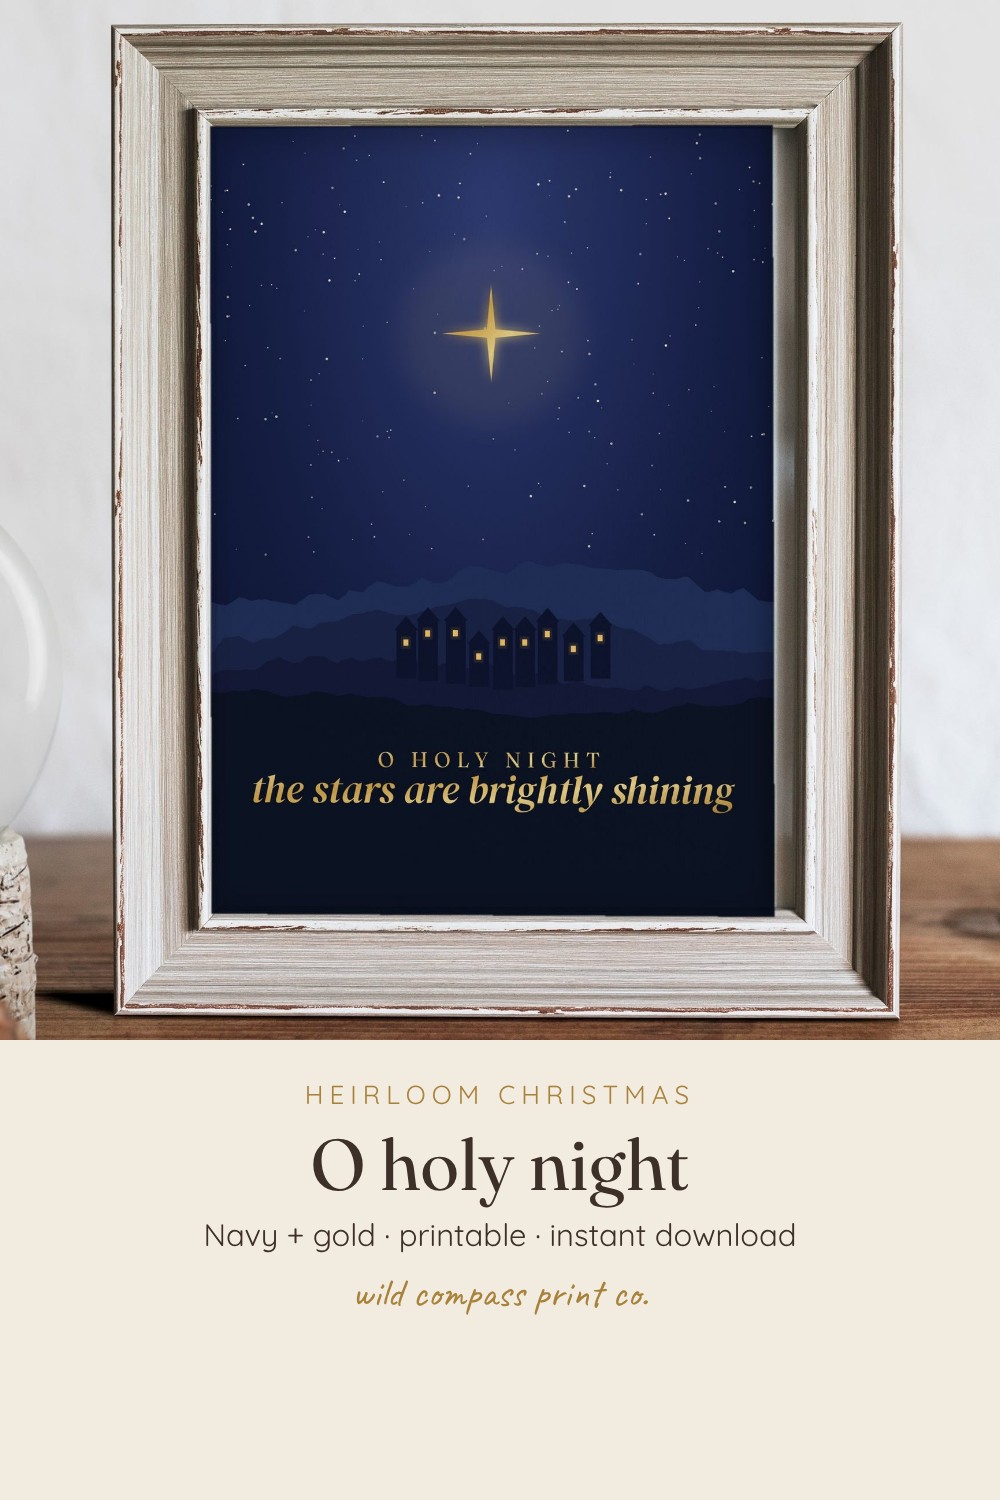 O HOLY NIGHT
the stars are brightly shining
HEIRLOOM CHRISTMAS
O holy night
Navy + gold · printable · instant download
wild compass print co.